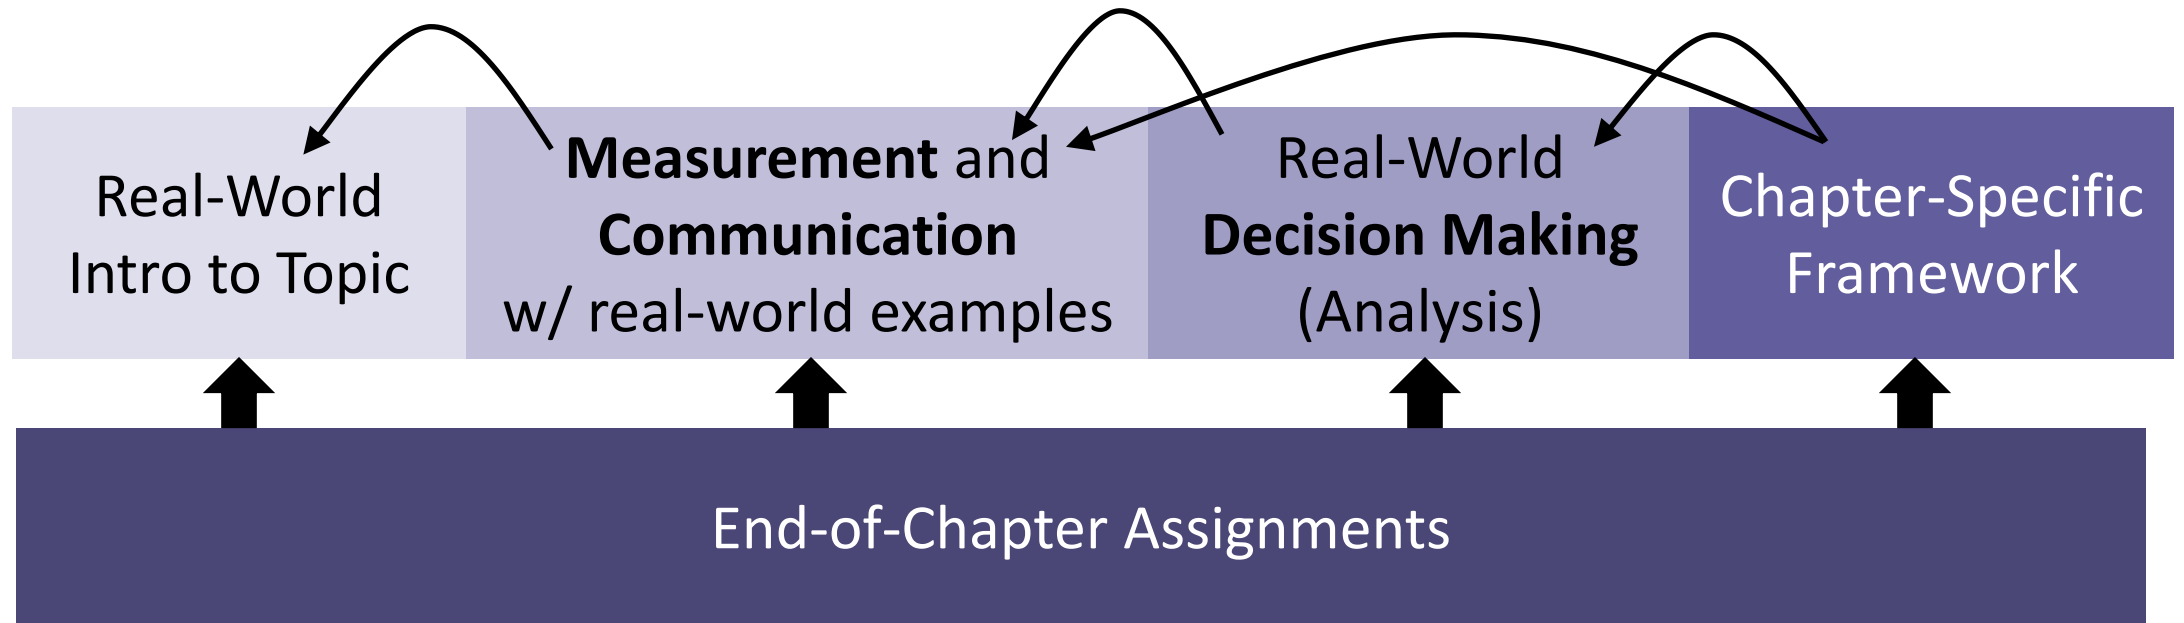 Real-World
Intro to Topic
Measurement and
Communication
w/ real-world examples
Real-World
Decision Making
(Analysis)
Chapter-Specific
Framework
End-of-Chapter Assignments